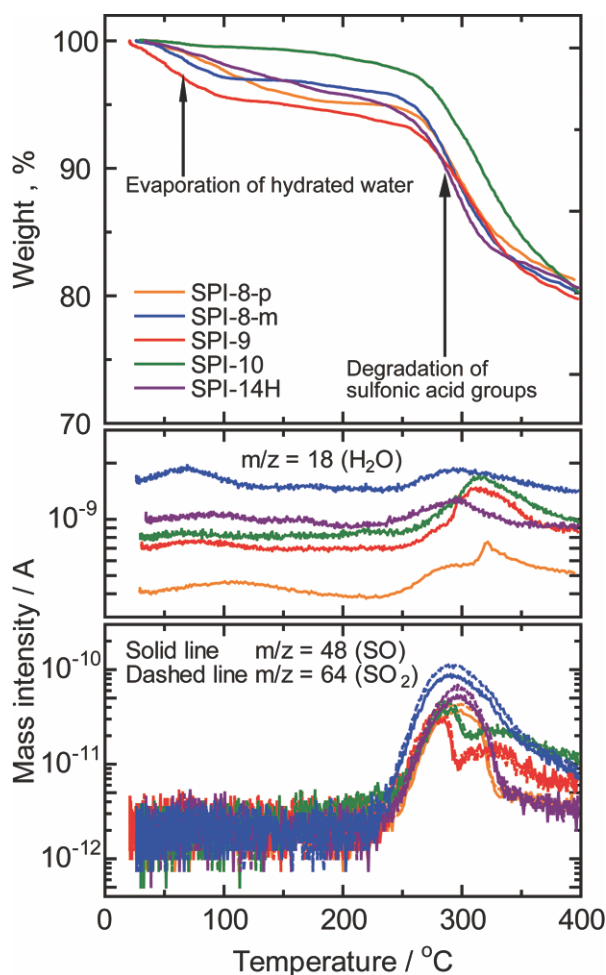 100
90
80
70
Weight , %
Evaporation of hydrated water
SPI-8-p
SPI-8-m
SPI-9
SPI-10
SPI-14H
Degradation of
sulfonic acid groups
m/z = 18 (H₂O)
10⁻⁹
Mass intensity / A
Solid line m/z = 48 (SO)
Dashed line m/z = 64 (SO₂)
10⁻¹⁰
10⁻¹¹
10⁻¹²
0 100 200 300 400
Temperature / °C